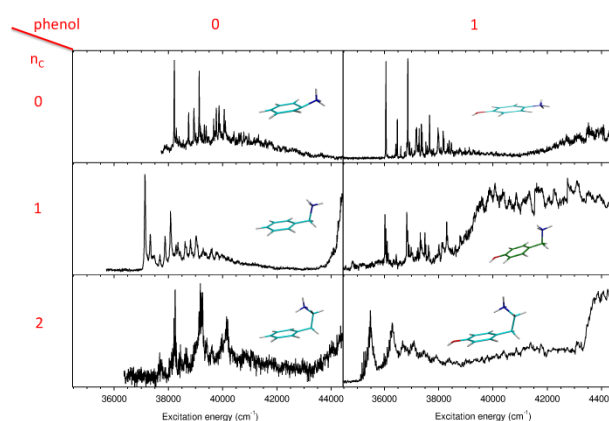 phenol 0 1
n_C
0
1
2
36000 38000 40000 42000 44000 36000 38000 40000 42000 44000
Excitation energy (cm⁻¹) Excitation energy (cm⁻¹)